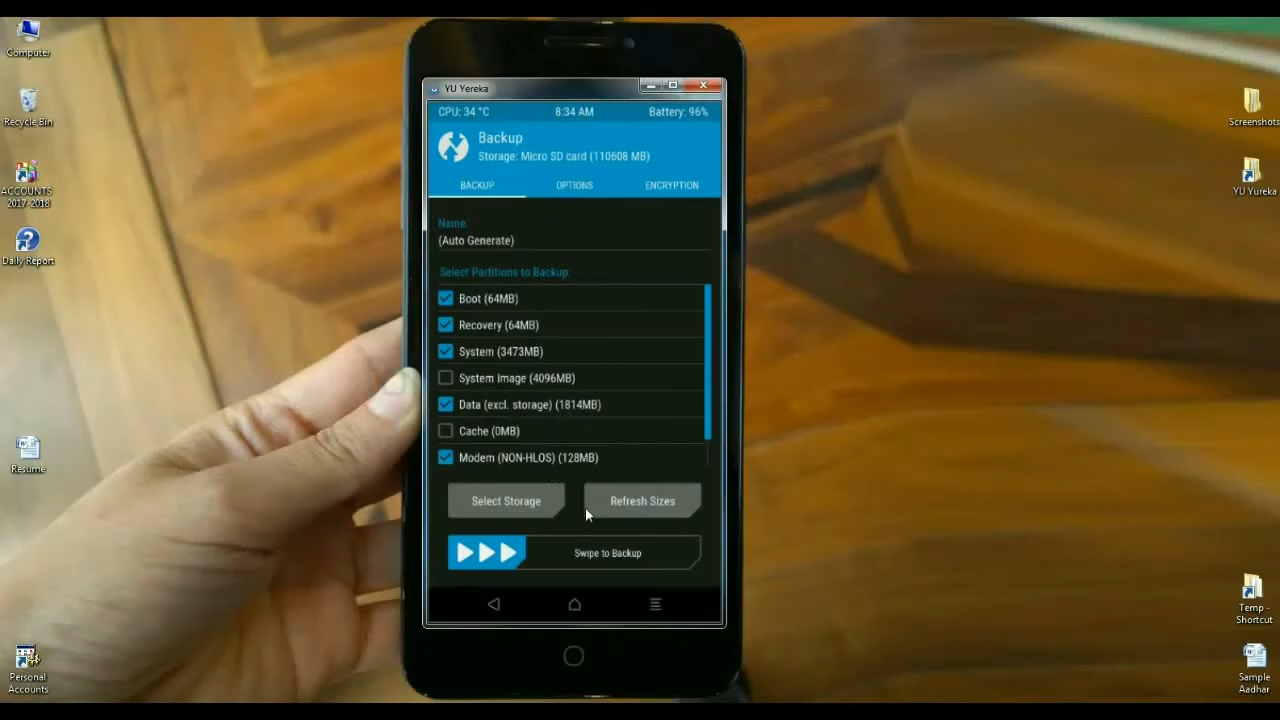 Computer
Recycle Bin
ACCOUNTS
2017-2018
Daily Report
Resume
Personal
Accounts
YU Yereka
CPU: 34 °C 8:34 AM Battery: 96%
Backup
Storage: Micro SD card (110608 MB)
BACKUP OPTIONS ENCRYPTION
Name:
(Auto Generate)
Select Partitions to Backup:
Boot (64MB)
Recovery (64MB)
System (3473MB)
System Image (4096MB)
Data (excl. storage) (1814MB)
Cache (0MB)
Modem (NON-HLOS) (128MB)
Select Storage Refresh Sizes
Swipe to Backup
Screenshots
YU Yureka
Temp -
Shortcut
Sample
Aadhar